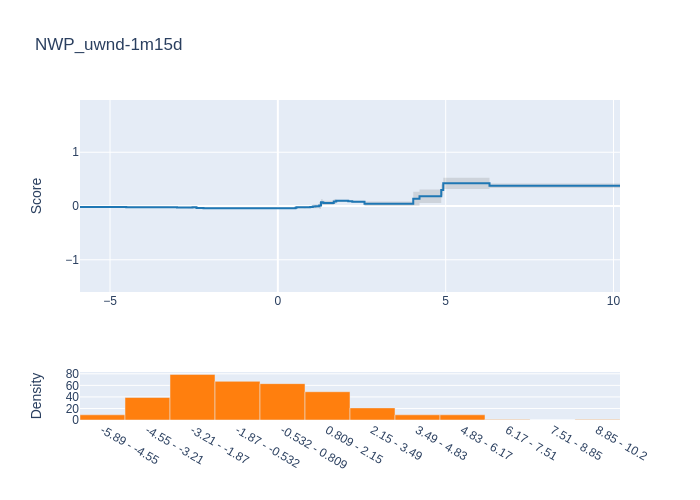 NWP_uwnd-1m15d
Score
1
0
−1
−5
0
5
10
Density
80
60
40
20
0
-5.89 - -4.55
-4.55 - -3.21
-3.21 - -1.87
-1.87 - -0.532
-0.532 - 0.809
0.809 - 2.15
2.15 - 3.49
3.49 - 4.83
4.83 - 6.17
6.17 - 7.51
7.51 - 8.85
8.85 - 10.2